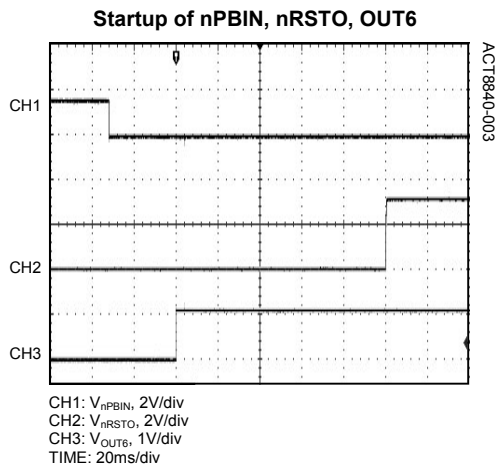 Startup of nPBIN, nRSTO, OUT6
ACT8840-003
CH1
CH2
CH3
CH1: VnPBIN, 2V/div
CH2: VnRSTO, 2V/div
CH3: VOUT6, 1V/div
TIME: 20ms/div